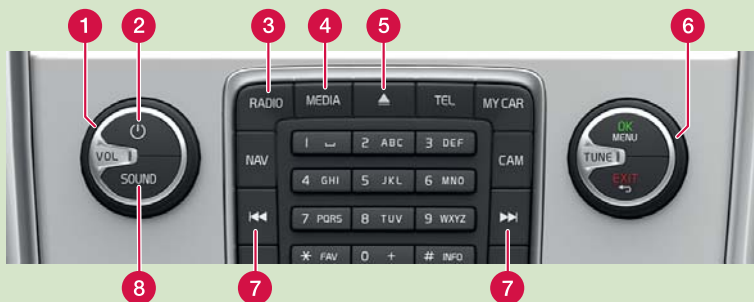 1 2 3 4 5 6
RADIO MEDIA TEL MY CAR
VOL SOUND
NAV CAM
1 2 ABC 3 DEF
4 GHI 5 JKL 6 MNO
7 PQRS 8 TUV 9 WXYZ
* FAV 0 + # INFO
OK
MENU
TUNE
EXIT
8 7 7